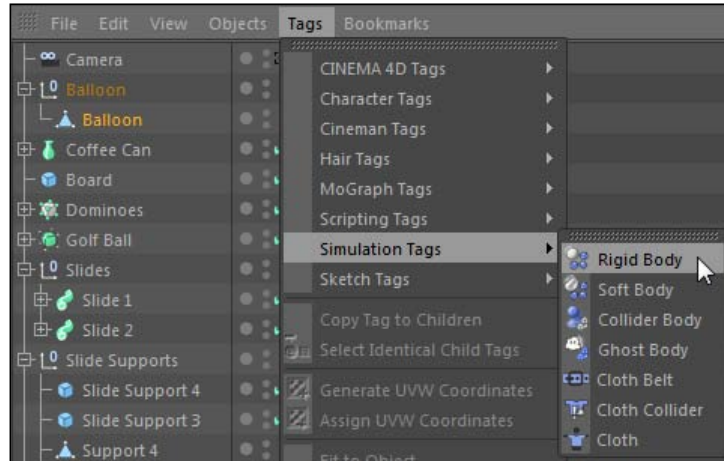 File Edit View Objects Tags Bookmarks
Camera
Balloon
Balloon
Coffee Can
Board
Dominoes
Golf Ball
Slides
Slide 1
Slide 2
Slide Supports
Slide Support 4
Slide Support 3
Support 4
CINEMA 4D Tags
Character Tags
Cineman Tags
Hair Tags
MoGraph Tags
Scripting Tags
Simulation Tags
Sketch Tags
Copy Tag to Children
Select Identical Child Tags
Generate UVW Coordinates
Assign UVW Coordinates
Fit to Object
Rigid Body
Soft Body
Collider Body
Ghost Body
Cloth Belt
Cloth Collider
Cloth